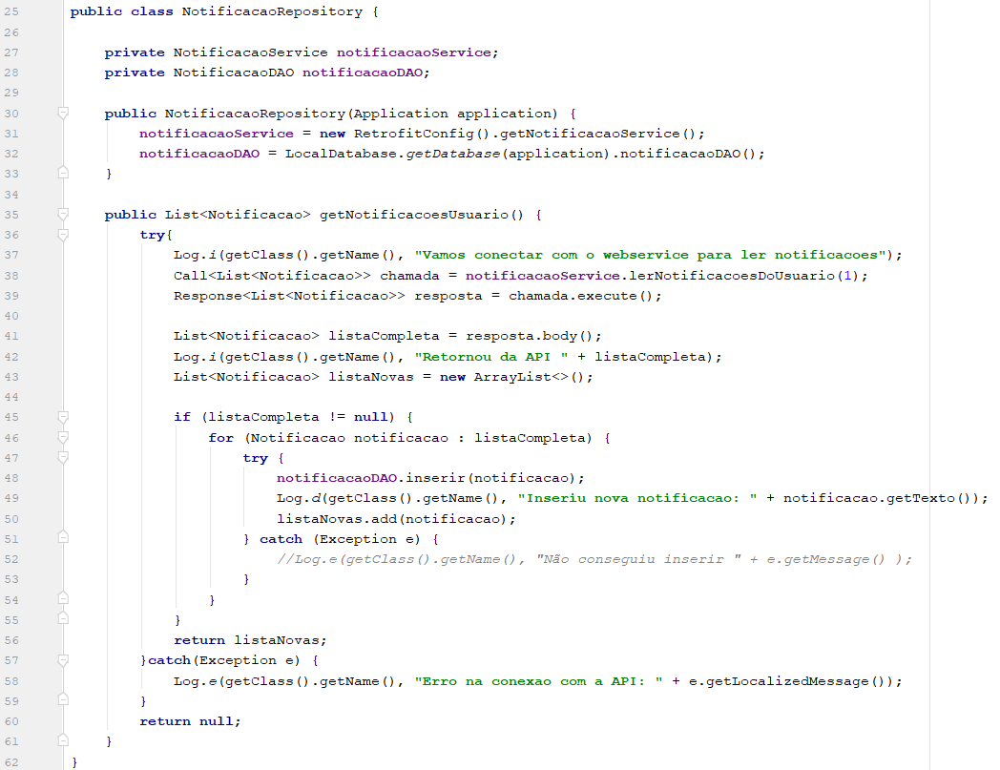 25 public class NotificacaoRepository {
26
27     private NotificacaoService notificacaoService;
28     private NotificacaoDAO notificacaoDAO;
29
30     public NotificacaoRepository(Application application) {
31         notificacaoService = new RetrofitConfig().getNotificacaoService();
32         notificacaoDAO = LocalDatabase.getDatabase(application).notificacaoDAO();
33     }
34
35     public List<Notificacao> getNotificacoesUsuario() {
36         try{
37             Log.i(getClass().getName(), "Vamos conectar com o webservice para ler notificacoes");
38             Call<List<Notificacao>> chamada = notificacaoService.lerNotificacoesDoUsuario(1);
39             Response<List<Notificacao>> resposta = chamada.execute();
40
41             List<Notificacao> listaCompleta = resposta.body();
42             Log.i(getClass().getName(), "Retornou da API " + listaCompleta);
43             List<Notificacao> listaNovas = new ArrayList<>();
44
45             if (listaCompleta != null) {
46                 for (Notificacao notificacao : listaCompleta) {
47                     try {
48                         notificacaoDAO.inserir(notificacao);
49                         Log.d(getClass().getName(), "Inseriu nova notificacao: " + notificacao.getTexto());
50                         listaNovas.add(notificacao);
51                     } catch (Exception e) {
52                         //Log.e(getClass().getName(), "Não conseguiu inserir " + e.getMessage() );
53                     }
54                 }
55             }
56             return listaNovas;
57         }catch(Exception e) {
58             Log.e(getClass().getName(), "Erro na conexao com a API: " + e.getLocalizedMessage());
59         }
60         return null;
61     }
62 }